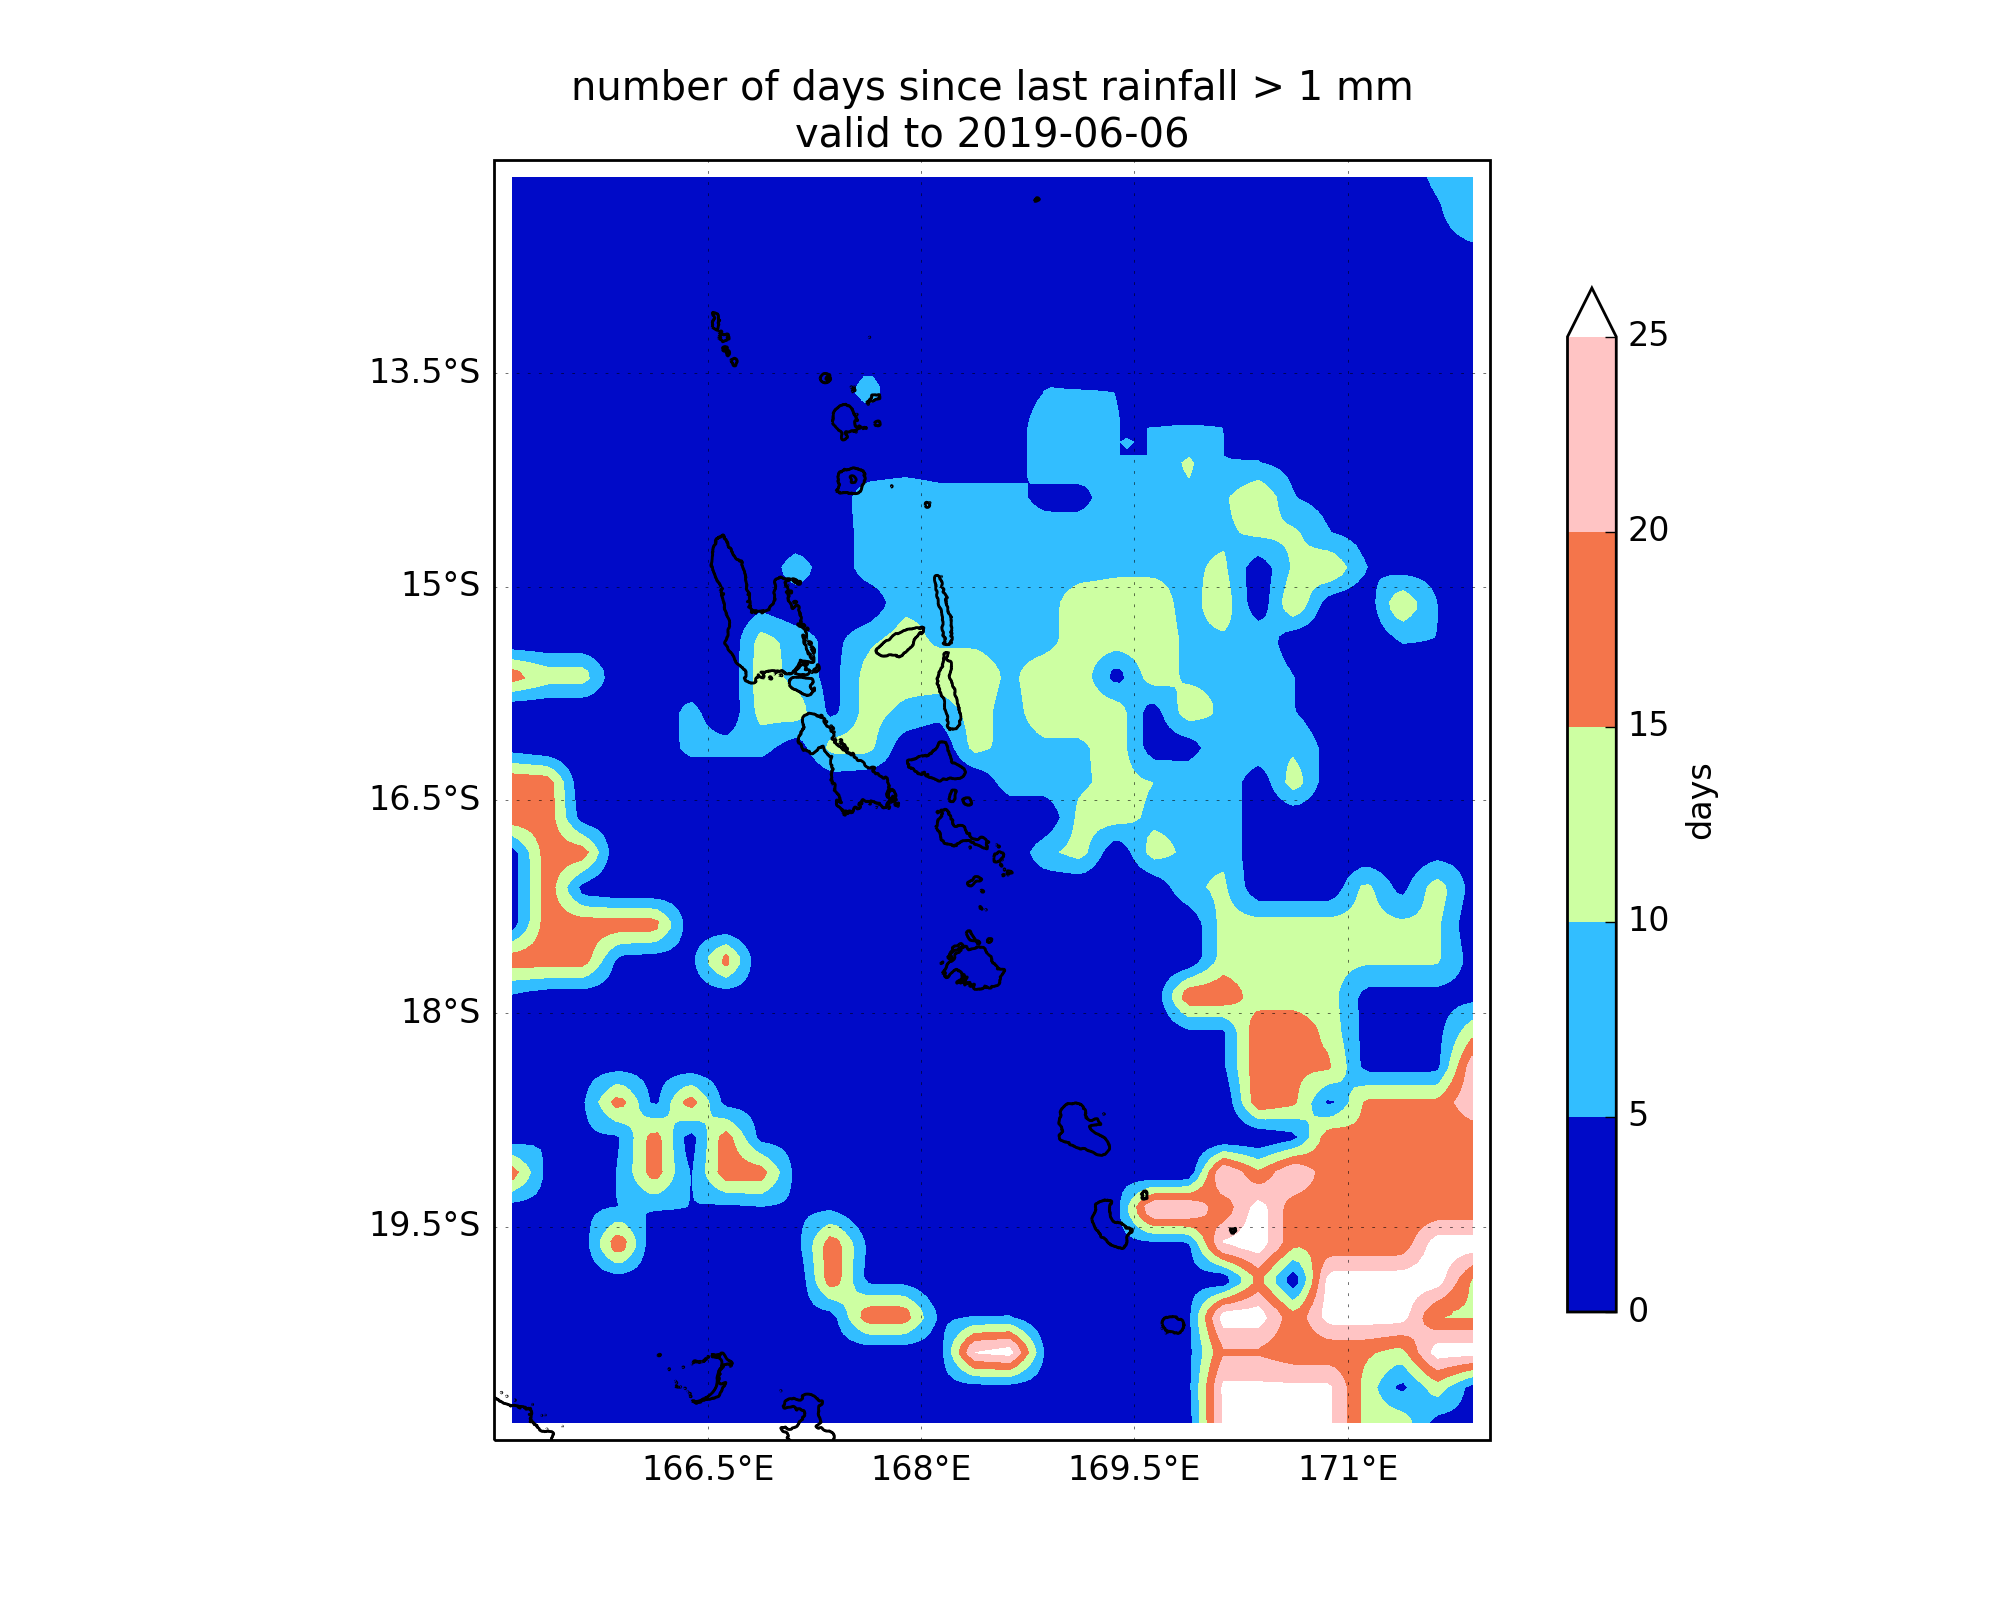 number of days since last rainfall > 1 mm
valid to 2019-06-06
13.5°S
15°S
16.5°S
18°S
19.5°S
166.5°E
168°E
169.5°E
171°E
25
20
15
10
5
0
days